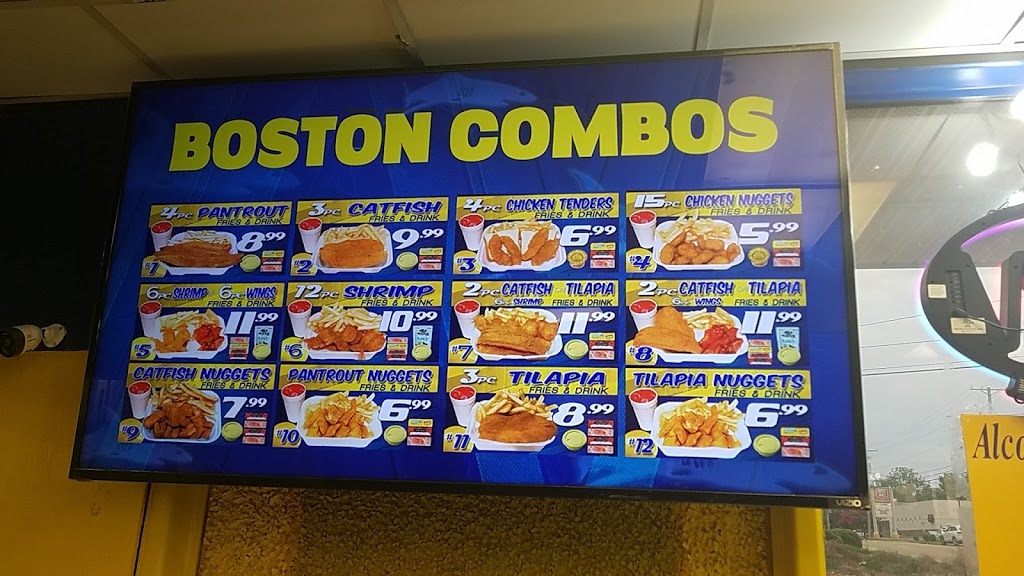 BOSTON COMBOS
4pc PANTROUT
FRIES & DRINK
8.99
#1
3pc CATFISH
FRIES & DRINK
9.99
#2
4pc CHICKEN TENDERS
FRIES & DRINK
6.99
#3
15pc CHICKEN NUGGETS
FRIES & DRINK
5.99
#4
6pc SHRIMP 6pc WINGS
FRIES & DRINK
11.99
#5
12pc SHRIMP
FRIES & DRINK
10.99
#6
2pc CATFISH TILAPIA
6pc SHRIMP FRIES & DRINK
11.99
#7
2pc CATFISH TILAPIA
6pc WINGS FRIES & DRINK
11.99
#8
CATFISH NUGGETS
FRIES & DRINK
7.99
#9
PANTROUT NUGGETS
FRIES & DRINK
6.99
#10
3pc TILAPIA
FRIES & DRINK
8.99
#11
TILAPIA NUGGETS
FRIES & DRINK
6.99
#12
Alco